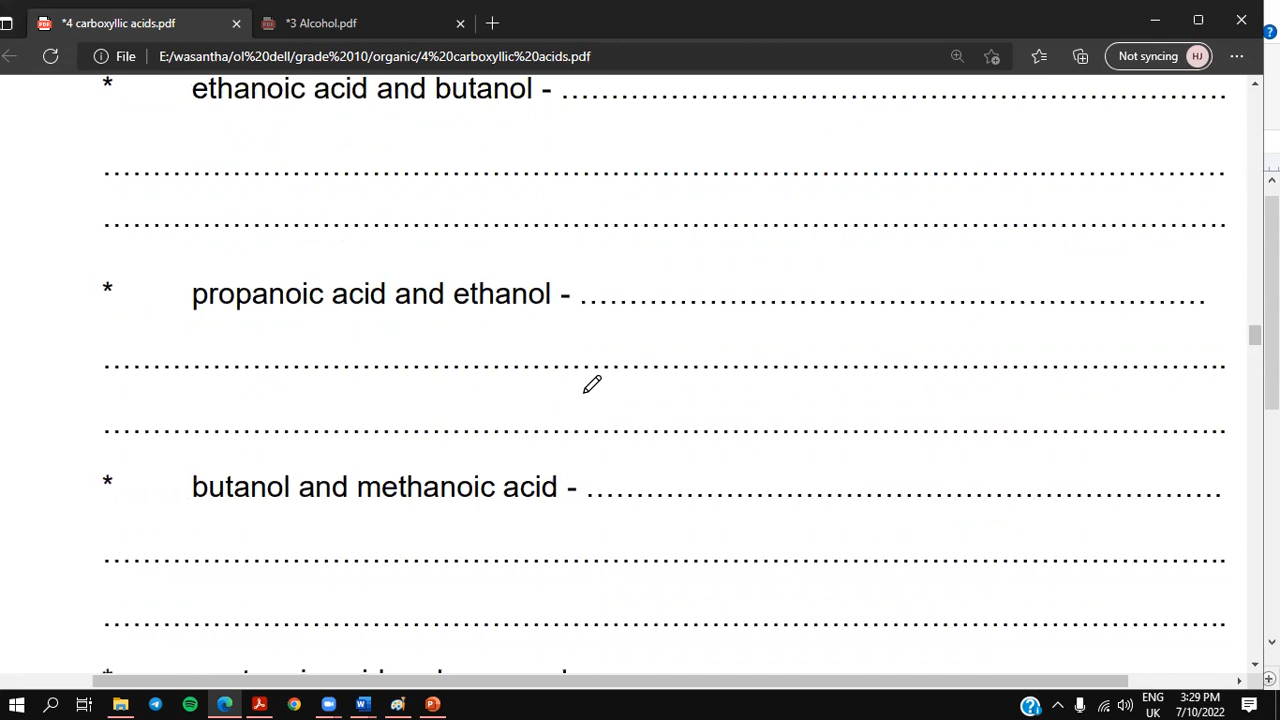 *4 carboxyllic acids.pdf
*3 Alcohol.pdf
File
E:/wasantha/ol%20dell/grade%2010/organic/4%20carboxyllic%20acids.pdf
Not syncing
HJ
* ethanoic acid and butanol - ……………………………………………………………………
……………………………………………………………………………………………………………
……………………………………………………………………………………………………………
* propanoic acid and ethanol - …………………………………………………………………
……………………………………………………………………………………………………………..
……………………………………………………………………………………………………………..
* butanol and methanoic acid - …………………………………………………………………
……………………………………………………………………………………………………………..
……………………………………………………………………………………………………………..
ENG
UK
3:29 PM
7/10/2022